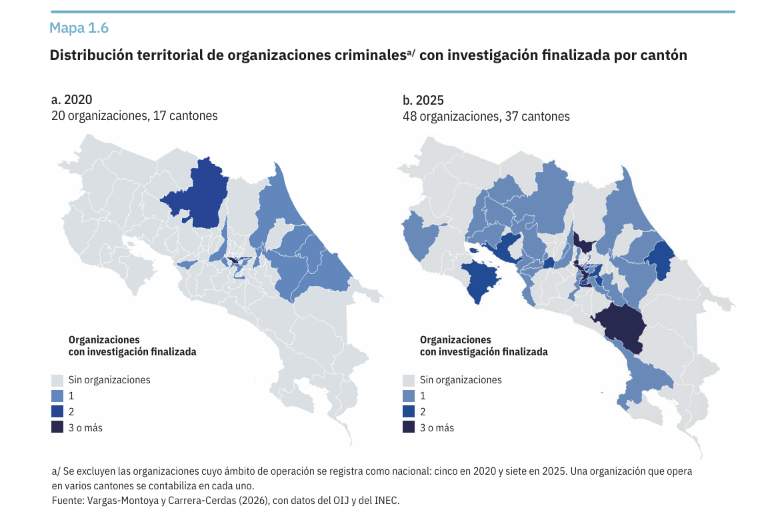 Mapa 1.6
Distribución territorial de organizaciones criminalesa/ con investigación finalizada por cantón
a. 2020
20 organizaciones, 17 cantones
b. 2025
48 organizaciones, 37 cantones
Organizaciones
con investigación finalizada
Sin organizaciones
1
2
3 o más
Organizaciones
con investigación finalizada
Sin organizaciones
1
2
3 o más
a/ Se excluyen las organizaciones cuyo ámbito de operación se registra como nacional: cinco en 2020 y siete en 2025. Una organización que opera
en varios cantones se contabiliza en cada uno.
Fuente: Vargas-Montoya y Carrera-Cerdas (2026), con datos del OIJ y del INEC.